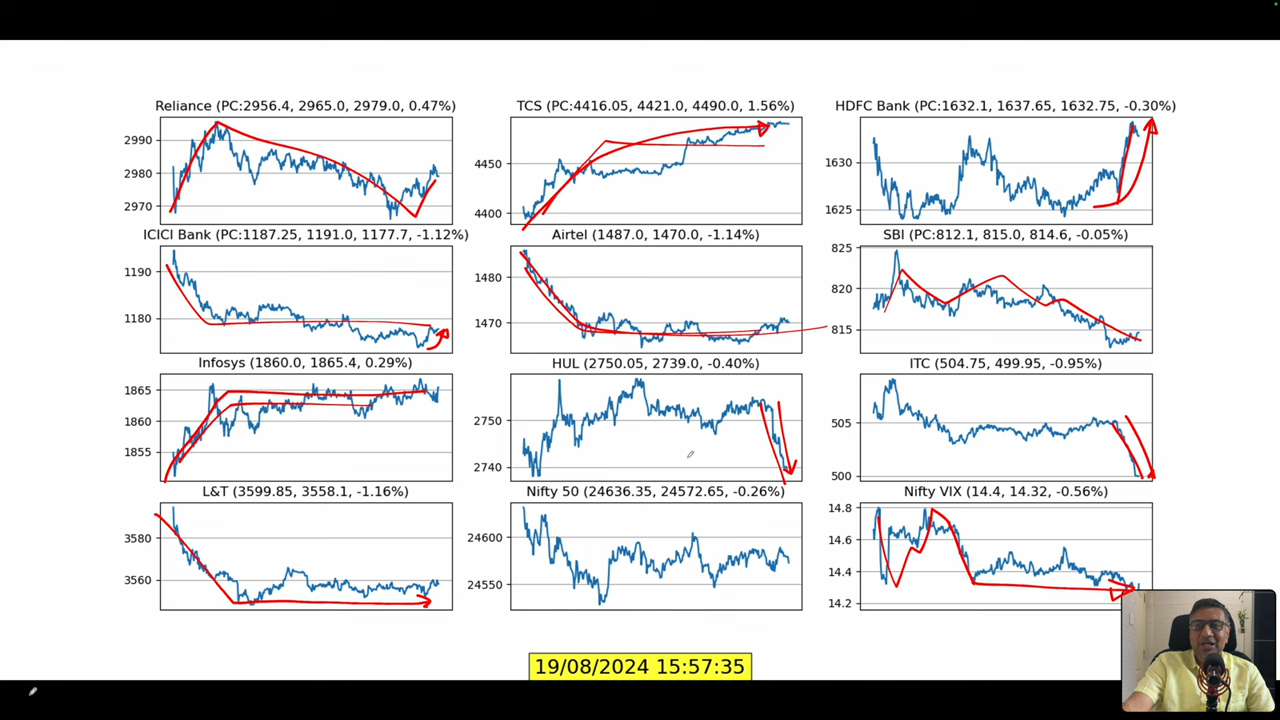 Reliance (PC:2956.4, 2965.0, 2979.0, 0.47%)
2990
2980
2970
TCS (PC:4416.05, 4421.0, 4490.0, 1.56%)
4450
4400
HDFC Bank (PC:1632.1, 1637.65, 1632.75, -0.30%)
1630
1625
ICICI Bank (PC:1187.25, 1191.0, 1177.7, -1.12%)
1190
1180
Airtel (1487.0, 1470.0, -1.14%)
1480
1470
SBI (PC:812.1, 815.0, 814.6, -0.05%)
825
820
815
Infosys (1860.0, 1865.4, 0.29%)
1865
1860
1855
HUL (2750.05, 2739.0, -0.40%)
2750
2740
ITC (504.75, 499.95, -0.95%)
505
500
L&T (3599.85, 3558.1, -1.16%)
3580
3560
Nifty 50 (24636.35, 24572.65, -0.26%)
24600
24550
Nifty VIX (14.4, 14.32, -0.56%)
14.8
14.6
14.4
14.2
19/08/2024 15:57:35